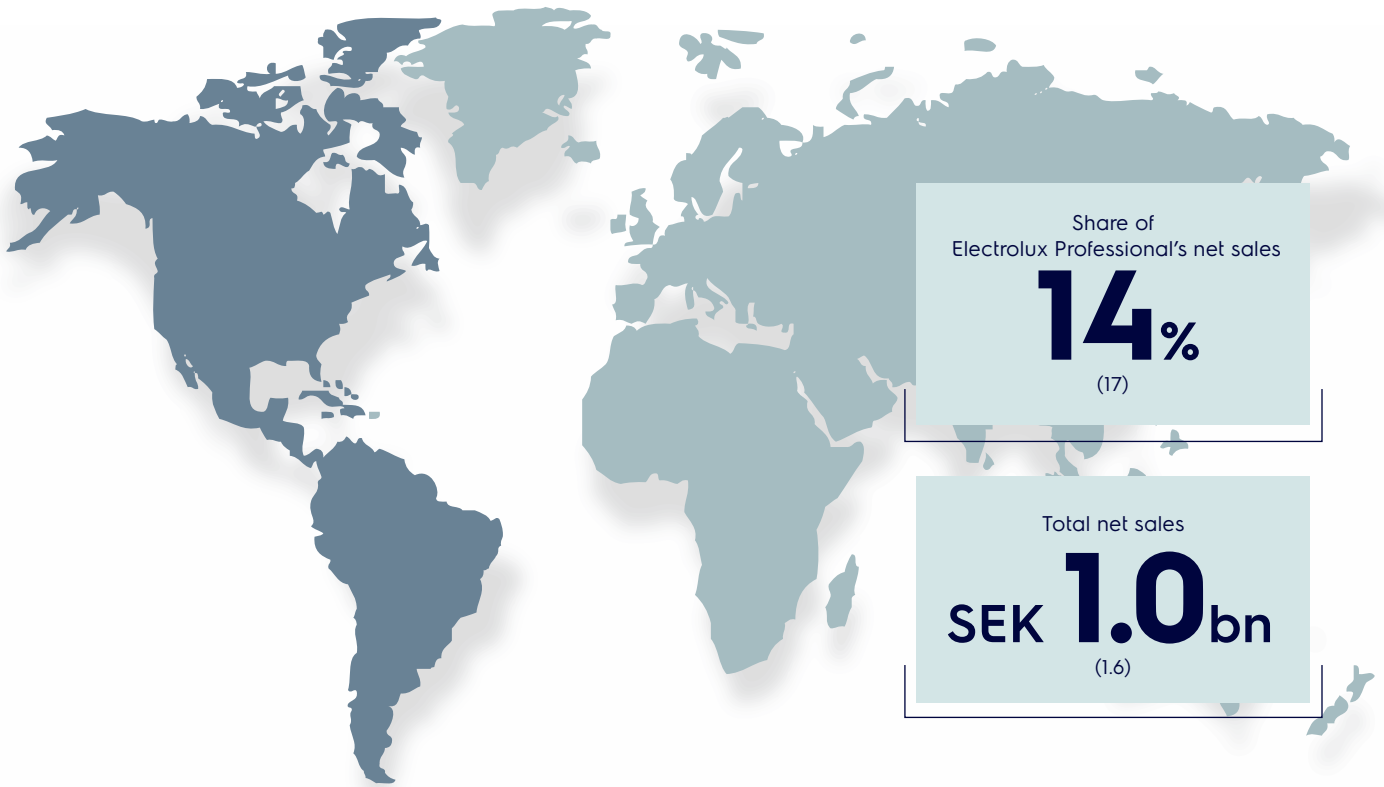 Share of
Electrolux Professional’s net sales
14%
(17)
Total net sales
SEK 1.0bn
(1.6)